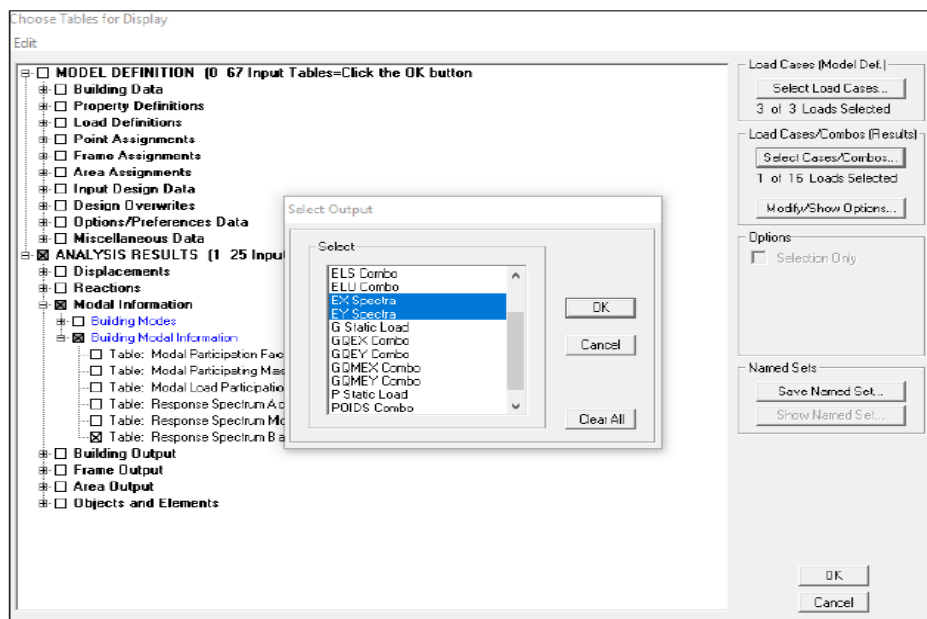 Choose Tables for Display
Edit
MODEL DEFINITION (0 67 Input Tables=Click the OK button
Building Data
Property Definitions
Load Definitions
Point Assignments
Frame Assignments
Area Assignments
Input Design Data
Design Overwrites
Options/Preferences Data
Miscellaneous Data
ANALYSIS RESULTS (1 25 Input
Displacements
Reactions
Modal Information
Building Modes
Building Modal Information
Table: Modal Participation Fac
Table: Modal Participating Mas
Table: Modal Load Participatio
Table: Response Spectrum Ac
Table: Response Spectrum Mo
Table: Response Spectrum Ba
Building Output
Frame Output
Area Output
Objects and Elements
Select Output
Select
ELS Combo
ELU Combo
EX Spectra
EY Spectra
G Static Load
GQEX Combo
GQEY Combo
GQMEX Combo
GQMEY Combo
P Static Load
POIDS Combo
OK
Cancel
Clear All
Load Cases (Model Def.)
Select Load Cases...
3 of 3 Loads Selected
Load Cases/Combos (Results)
Select Cases/Combos...
1 of 16 Loads Selected
Modify/Show Options...
Options
Selection Only
Named Sets
Save Named Set...
Show Named Set...
OK
Cancel